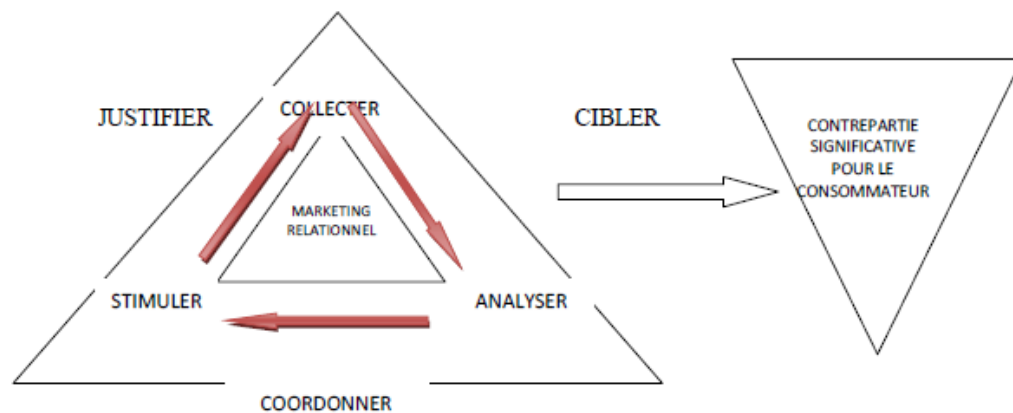 COLLECTER
JUSTIFIER
CIBLER
CONTREPARTIE
SIGNIFICATIVE
POUR LE
CONSOMMATEUR
MARKETING
RELATIONNEL
STIMULER
ANALYSER
COORDONNER